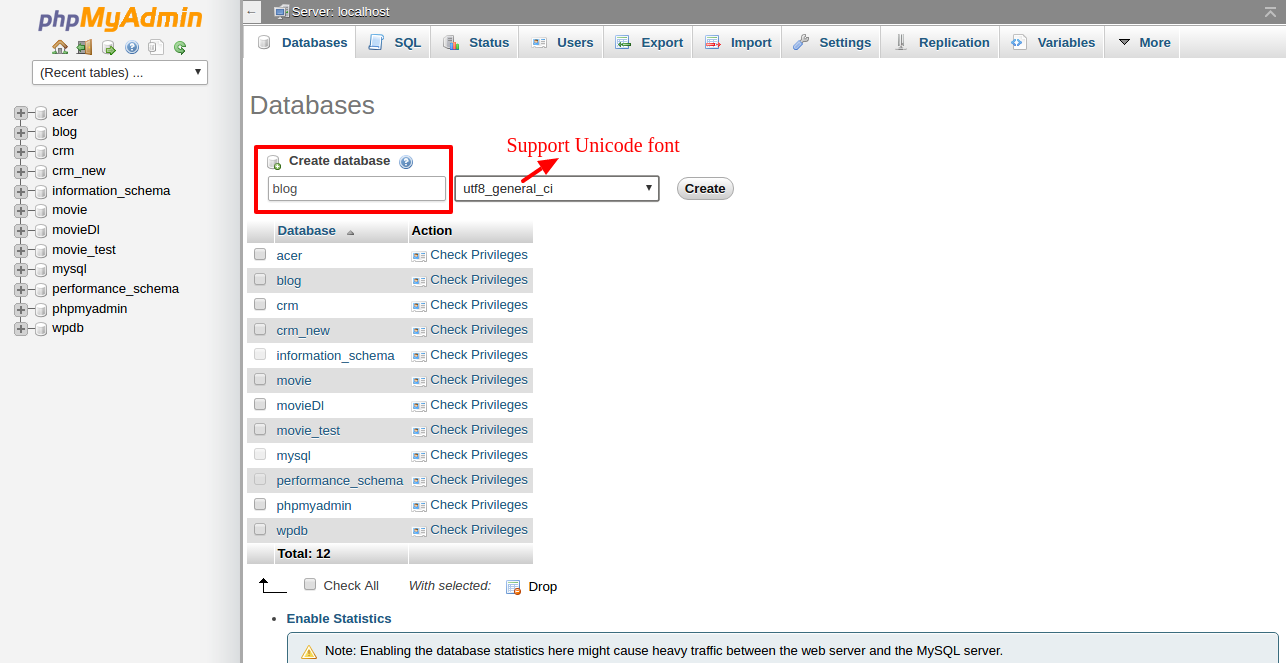 phpMyAdmin
(Recent tables) ...
acer
blog
crm
crm_new
information_schema
movie
movieDl
movie_test
mysql
performance_schema
phpmyadmin
wpdb
Server: localhost
Databases SQL Status Users Export Import Settings Replication Variables More
Databases
Support Unicode font
Create database
blog utf8_general_ci Create
Database Action
acer Check Privileges
blog Check Privileges
crm Check Privileges
crm_new Check Privileges
information_schema Check Privileges
movie Check Privileges
movieDl Check Privileges
movie_test Check Privileges
mysql Check Privileges
performance_schema Check Privileges
phpmyadmin Check Privileges
wpdb Check Privileges
Total: 12
Check All With selected: Drop
• Enable Statistics
Note: Enabling the database statistics here might cause heavy traffic between the web server and the MySQL server.